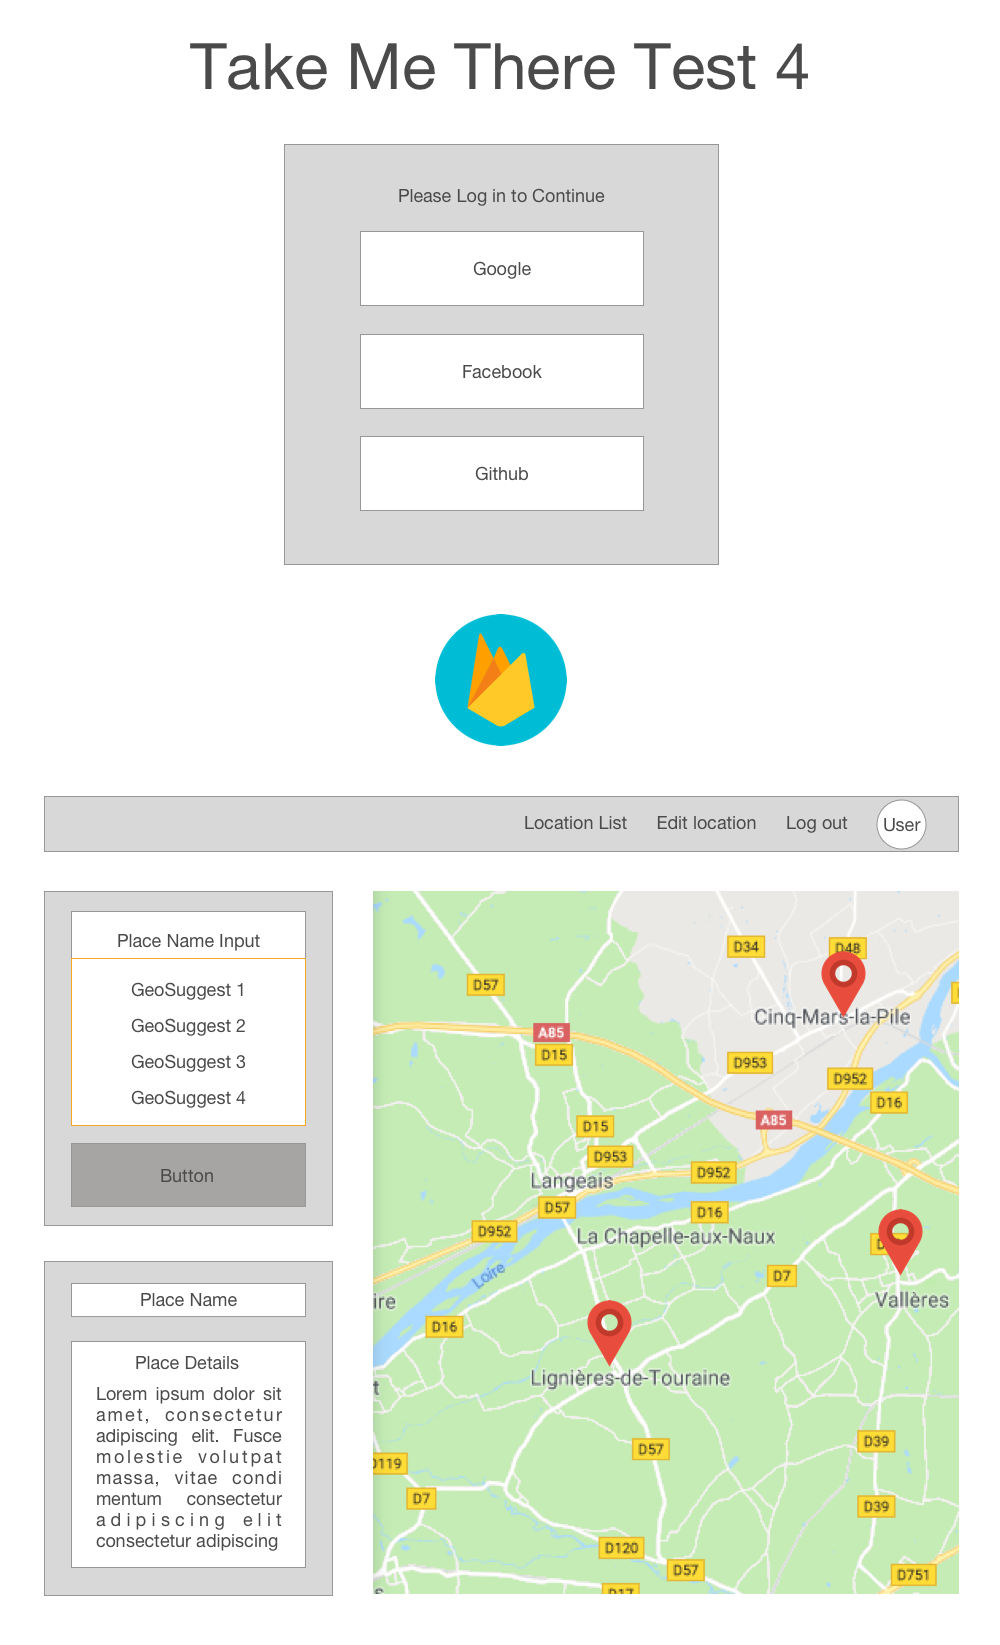 Take Me There Test 4
Please Log in to Continue
Google
Facebook
Github
Location List
Edit location
Log out
User
Place Name Input
GeoSuggest 1
GeoSuggest 2
GeoSuggest 3
GeoSuggest 4
Button
Place Name
Place Details
Lorem ipsum dolor sit
amet, consectetur
adipiscing elit. Fusce
molestie volutpat
massa, vitae condi
mentum consectetur
adipiscing elit
consectetur adipiscing
D34
D48
D57
Cinq-Mars-la-Pile
A85
D15
D953
D952
D16
A85
D15
D953
D952
Langeais
D57
D16
D952
La Chapelle-aux-Naux
Loire
D7
Vallères
ire
D16
Lignières-de-Touraine
D57
D39
D119
D7
D39
D120
D57
D751
D17